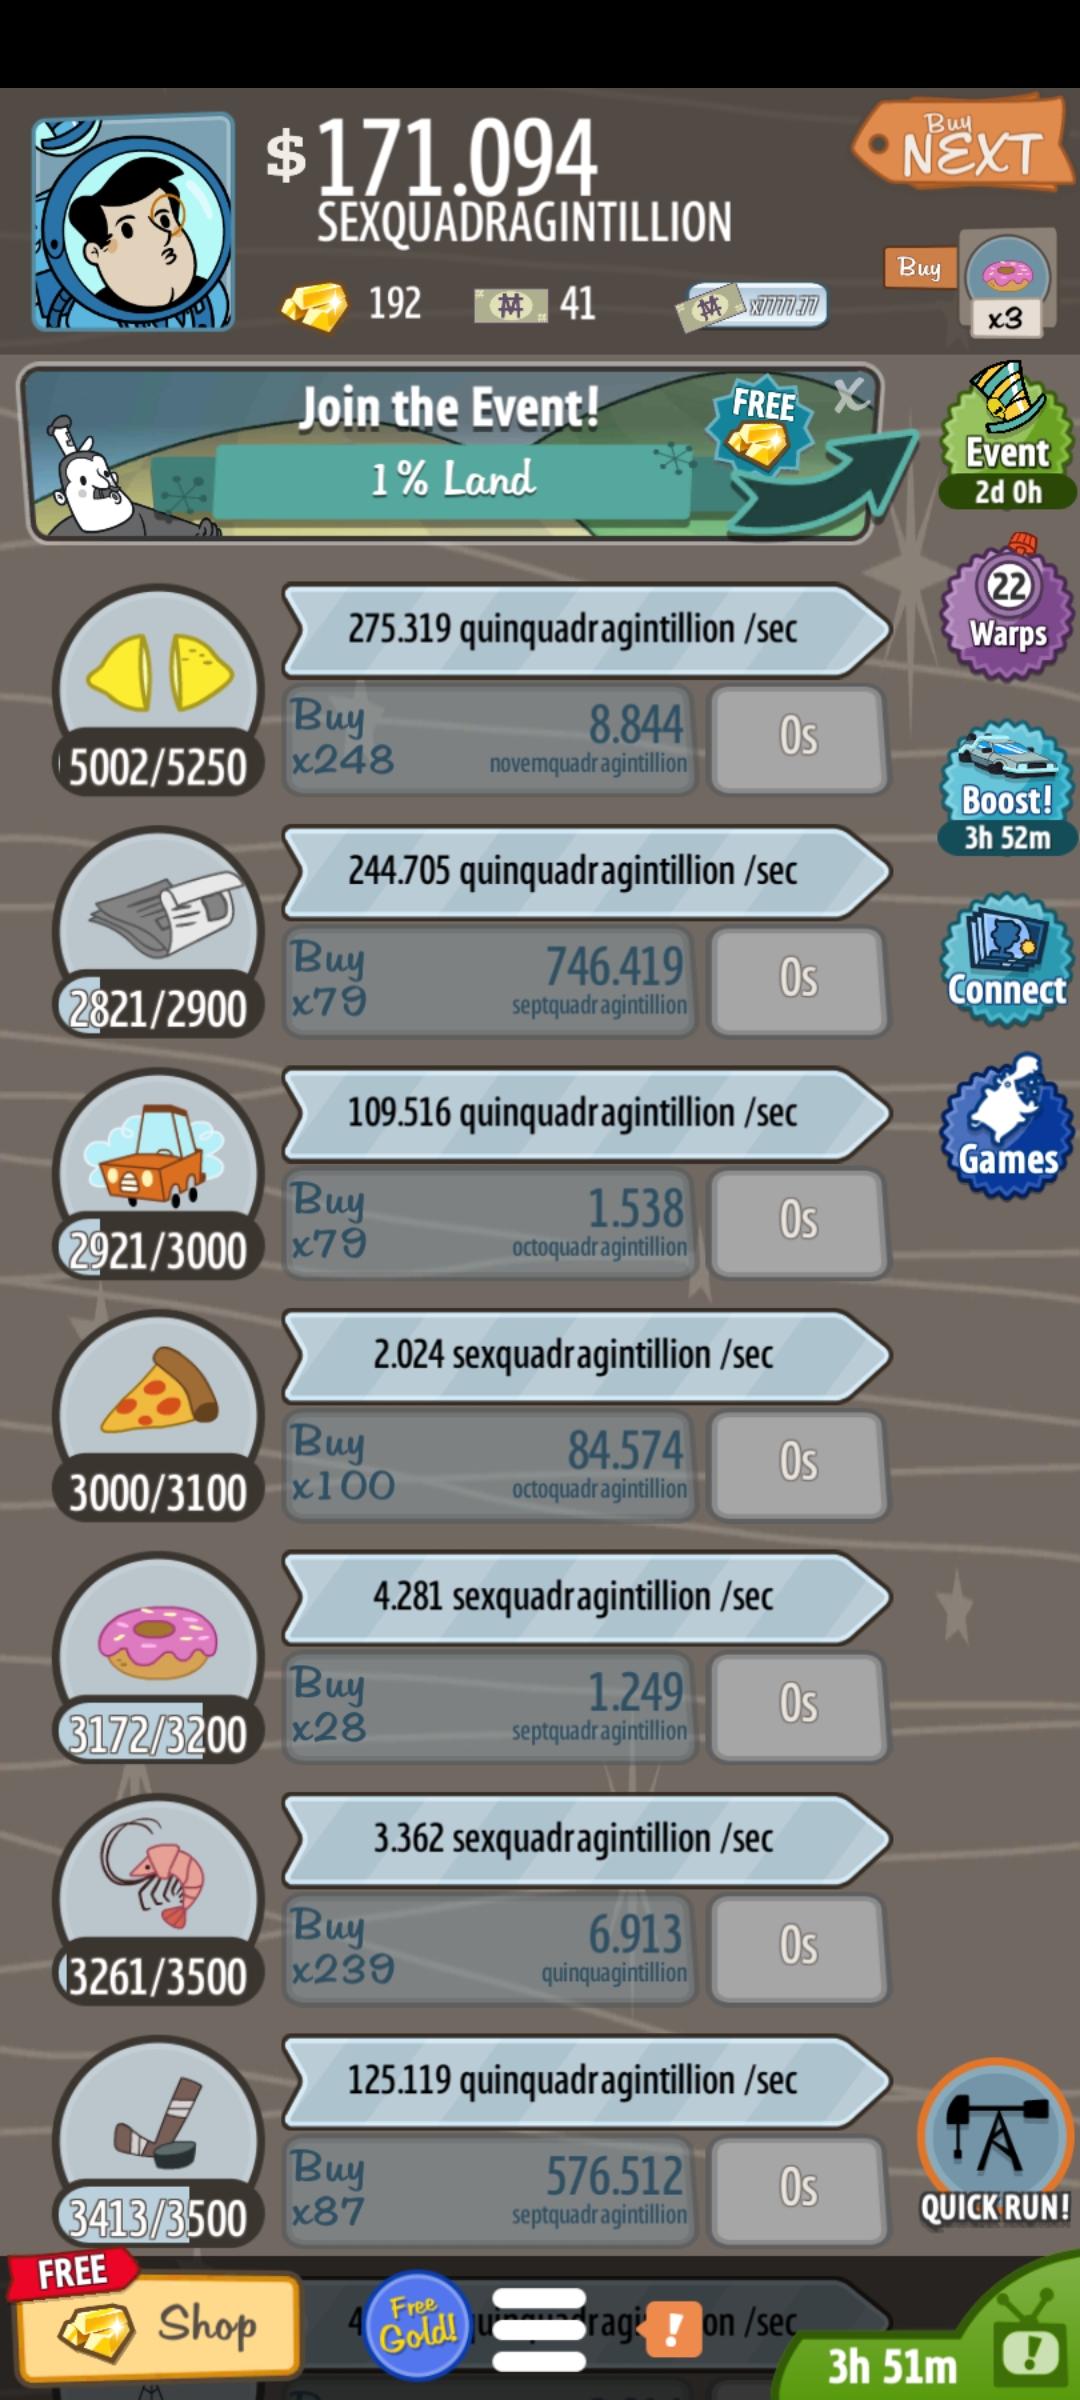 $171.094
SEXQUADRAGINTILLION
Buy
NEXT
192
41
x7777.77
Buy
x3
Join the Event!
1% Land
FREE
X
Event
2d 0h
22
Warps
Boost!
3h 52m
Connect
Games
275.319 quinquadragintillion /sec
5002/5250
Buy
x248
8.844
novemquadragintillion
0s
244.705 quinquadragintillion /sec
2821/2900
Buy
x79
746.419
septquadragintillion
0s
109.516 quinquadragintillion /sec
2921/3000
Buy
x79
1.538
octoquadragintillion
0s
2.024 sexquadragintillion /sec
3000/3100
Buy
x100
84.574
octoquadragintillion
0s
4.281 sexquadragintillion /sec
3172/3200
Buy
x28
1.249
septquadragintillion
0s
3.362 sexquadragintillion /sec
3261/3500
Buy
x239
6.913
quinquagintillion
0s
125.119 quinquadragintillion /sec
3413/3500
Buy
x87
576.512
septquadragintillion
0s
QUICK RUN!
FREE
Shop
Free
Gold!
!
on /sec
3h 51m
!